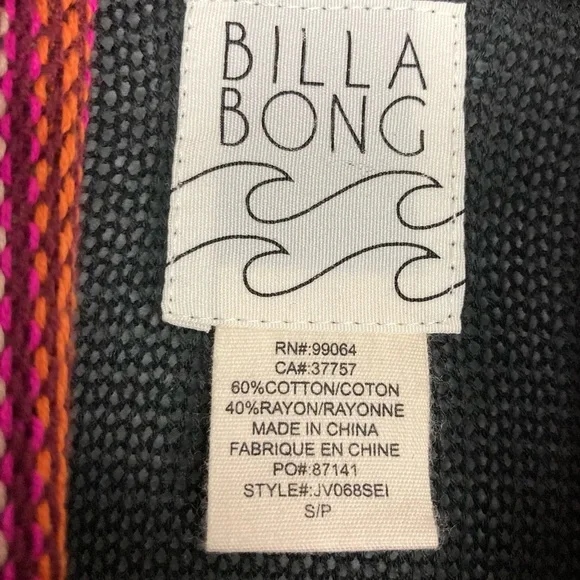 BILLA
BONG
RN#:99064
CA#:37757
60%COTTON/COTON
40%RAYON/RAYONNE
MADE IN CHINA
FABRIQUE EN CHINE
PO#:87141
STYLE#:JV068SEI
S/P